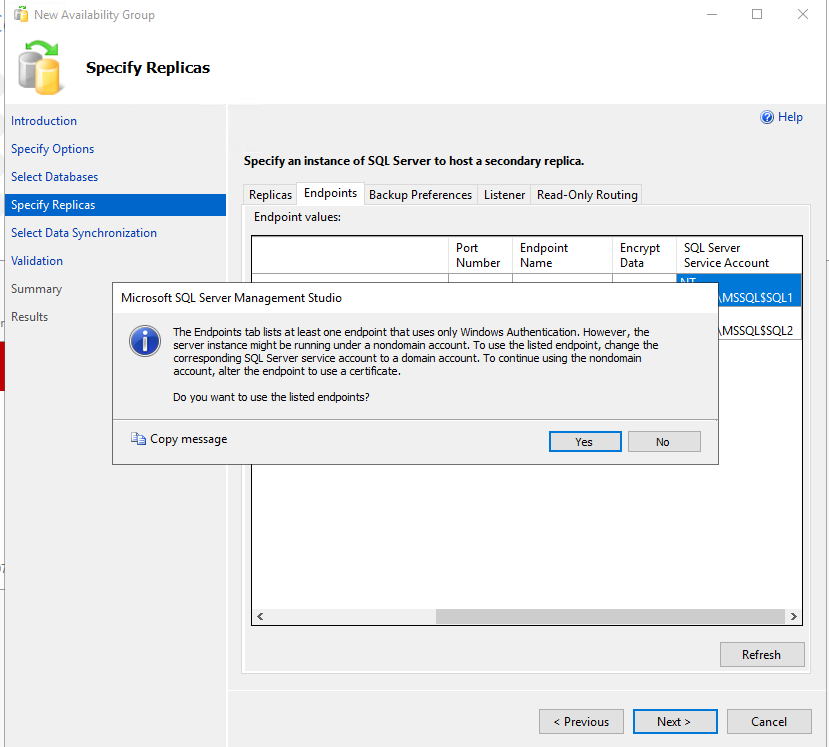 New Availability Group
Specify Replicas
Help
Introduction
Specify Options
Select Databases
Specify Replicas
Select Data Synchronization
Validation
Summary
Results
Specify an instance of SQL Server to host a secondary replica.
Replicas Endpoints Backup Preferences Listener Read-Only Routing
Endpoint values:
Port Number Endpoint Name Encrypt Data SQL Server Service Account
NT
\MSSQL$SQL1
\MSSQL$SQL2
Microsoft SQL Server Management Studio
The Endpoints tab lists at least one endpoint that uses only Windows Authentication. However, the
server instance might be running under a nondomain account. To use the listed endpoint, change the
corresponding SQL Server service account to a domain account. To continue using the nondomain
account, alter the endpoint to use a certificate.
Do you want to use the listed endpoints?
Copy message
Yes No
Refresh
< Previous Next > Cancel